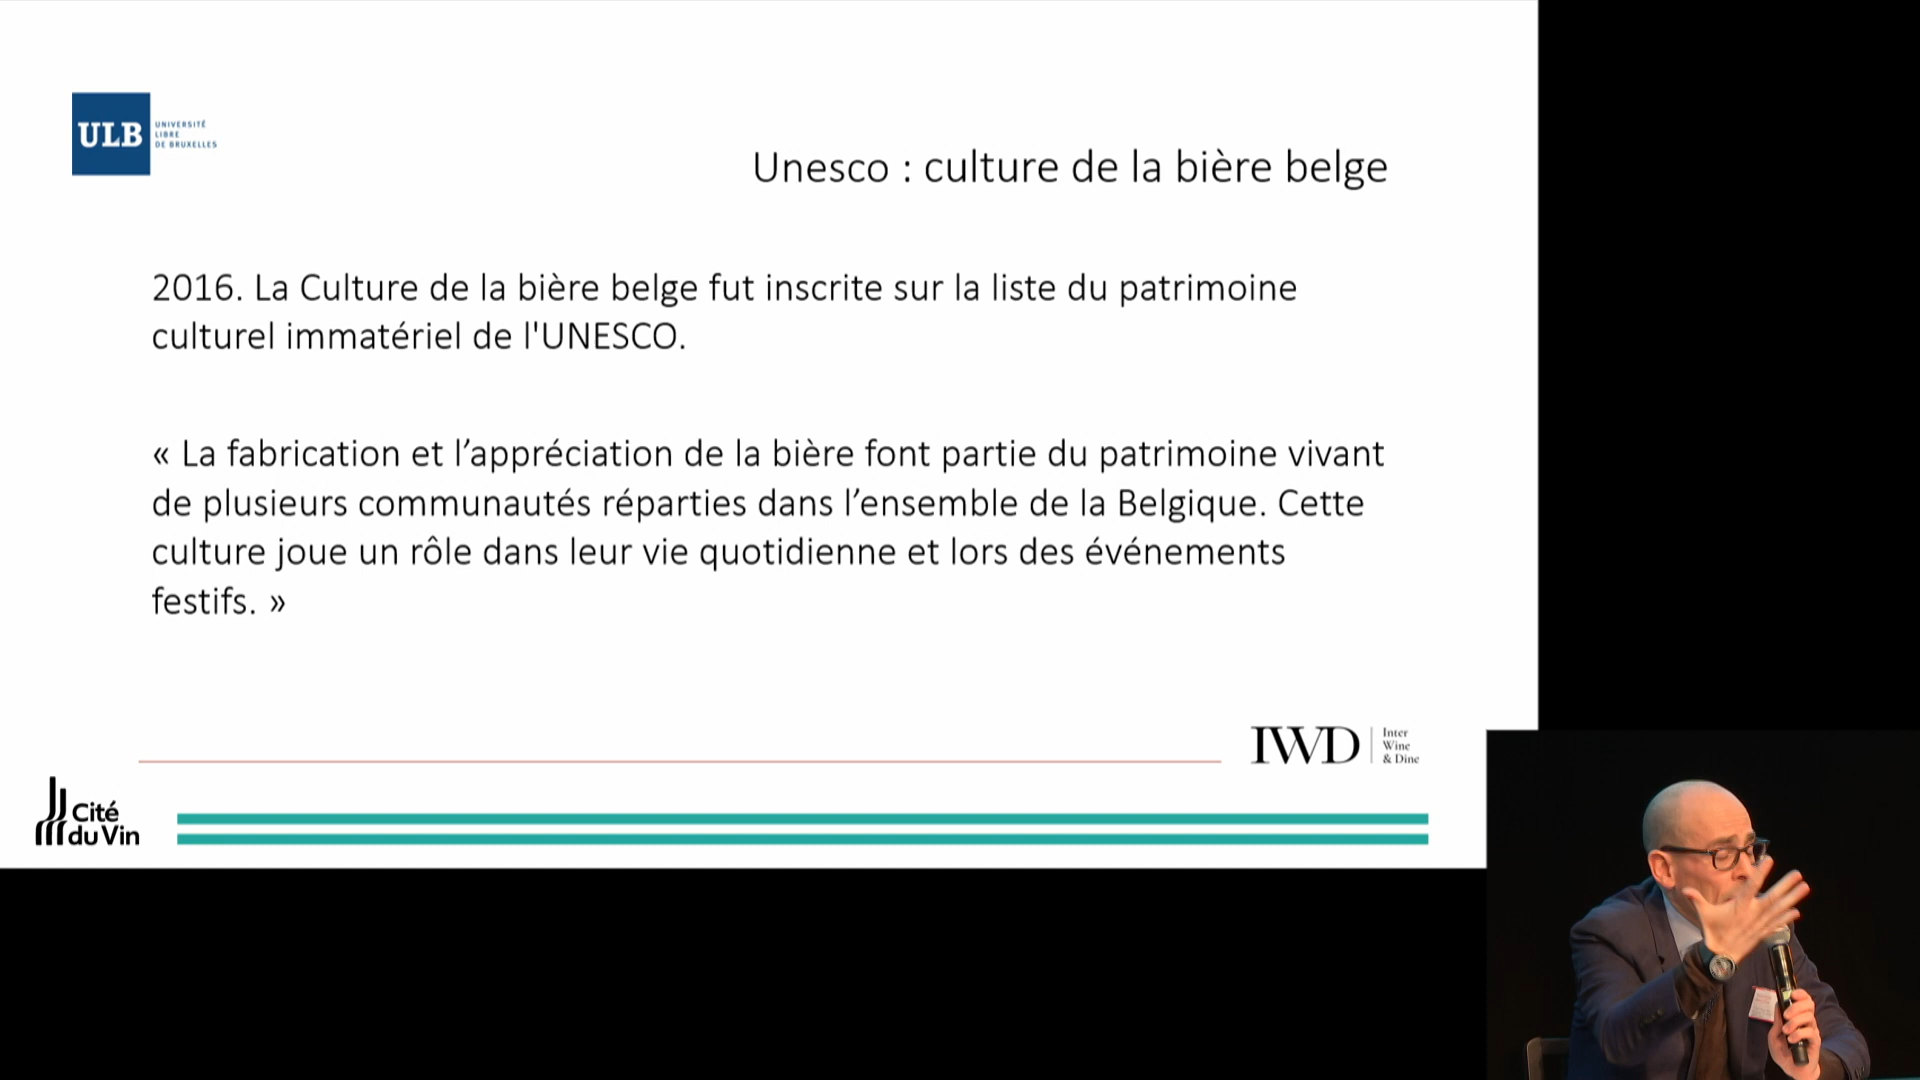 ULB
UNIVERSITÉ
LIBRE
DE BRUXELLES
Unesco : culture de la bière belge
2016. La Culture de la bière belge fut inscrite sur la liste du patrimoine
culturel immatériel de l'UNESCO.
« La fabrication et l’appréciation de la bière font partie du patrimoine vivant
de plusieurs communautés réparties dans l’ensemble de la Belgique. Cette
culture joue un rôle dans leur vie quotidienne et lors des événements
festifs. »
IWD
Inter
Wine
& Dine
Cité
du Vin